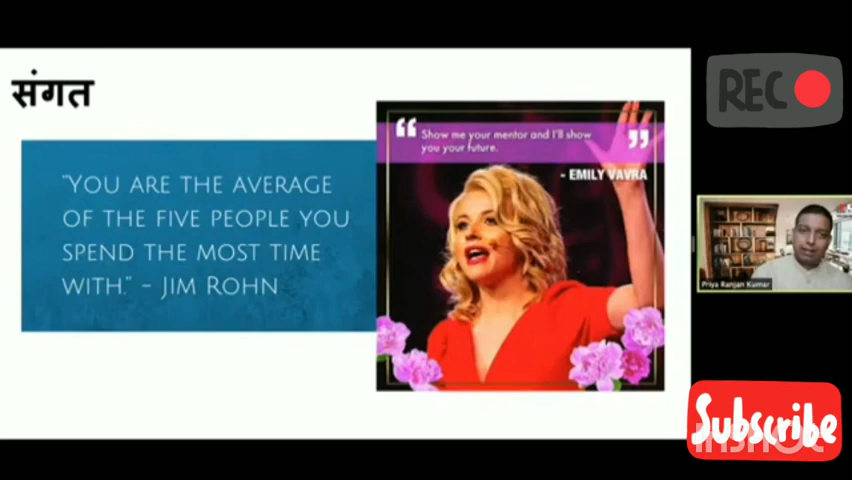 संगत
"You are the average
of the five people you
spend the most time
with." - Jim Rohn
“ Show me your mentor and I'll show
you your future. ”
- EMILY VAVRA
REC
Priya Ranjan Kumar
Subscribe
INSHOT